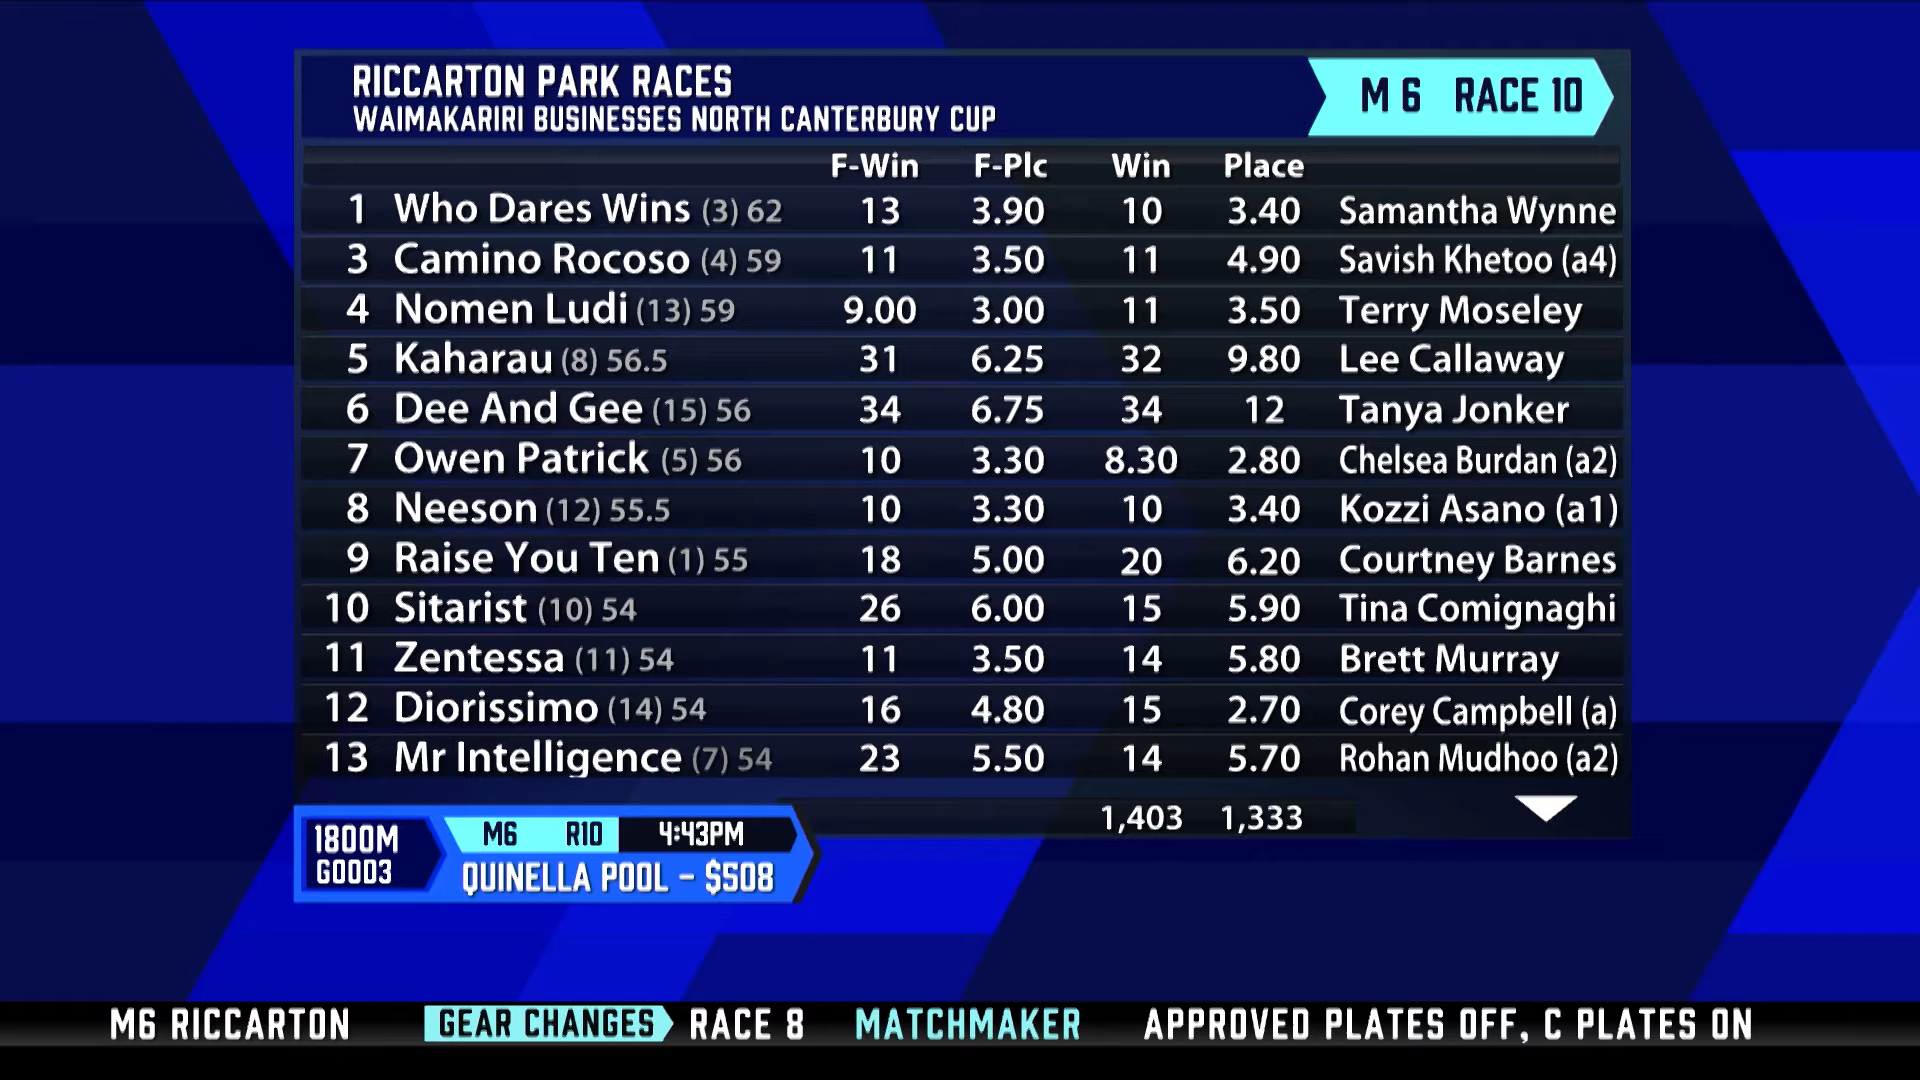 RICCARTON PARK RACES
WAIMAKARIRI BUSINESSES NORTH CANTERBURY CUP
M 6 RACE 10
F-Win F-Plc Win Place
1 Who Dares Wins (3) 62 13 3.90 10 3.40 Samantha Wynne
3 Camino Rocoso (4) 59 11 3.50 11 4.90 Savish Khetoo (a4)
4 Nomen Ludi (13) 59 9.00 3.00 11 3.50 Terry Moseley
5 Kaharau (8) 56.5 31 6.25 32 9.80 Lee Callaway
6 Dee And Gee (15) 56 34 6.75 34 12 Tanya Jonker
7 Owen Patrick (5) 56 10 3.30 8.30 2.80 Chelsea Burdan (a2)
8 Neeson (12) 55.5 10 3.30 10 3.40 Kozzi Asano (a1)
9 Raise You Ten (1) 55 18 5.00 20 6.20 Courtney Barnes
10 Sitarist (10) 54 26 6.00 15 5.90 Tina Comignaghi
11 Zentessa (11) 54 11 3.50 14 5.80 Brett Murray
12 Diorissimo (14) 54 16 4.80 15 2.70 Corey Campbell (a)
13 Mr Intelligence (7) 54 23 5.50 14 5.70 Rohan Mudhoo (a2)
1,403 1,333
1800M
GOOD3
M6 R10 4:43PM
QUINELLA POOL - $508
M6 RICCARTON GEAR CHANGES RACE 8 MATCHMAKER APPROVED PLATES OFF, C PLATES ON